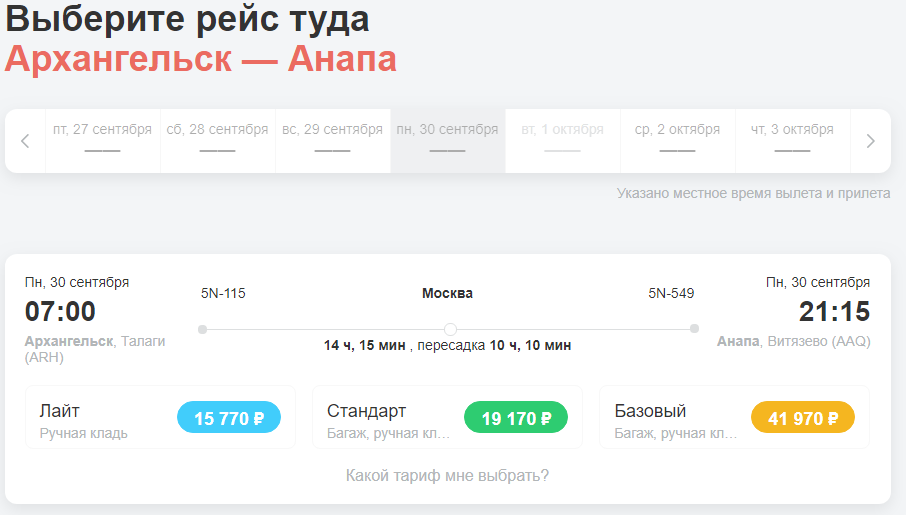 Выберите рейс туда
Архангельск — Анапа
пт, 27 сентября
сб, 28 сентября
вс, 29 сентября
пн, 30 сентября
вт, 1 октября
ср, 2 октября
чт, 3 октября
Указано местное время вылета и прилета
Пн, 30 сентября
07:00
Архангельск, Талаги
(ARH)
5N-115
Москва
5N-549
14 ч, 15 мин , пересадка 10 ч, 10 мин
Пн, 30 сентября
21:15
Анапа, Витязево (AAQ)
Лайт
Ручная кладь
15 770 ₽
Стандарт
Багаж, ручная кл...
19 170 ₽
Базовый
Багаж, ручная кл...
41 970 ₽
Какой тариф мне выбрать?